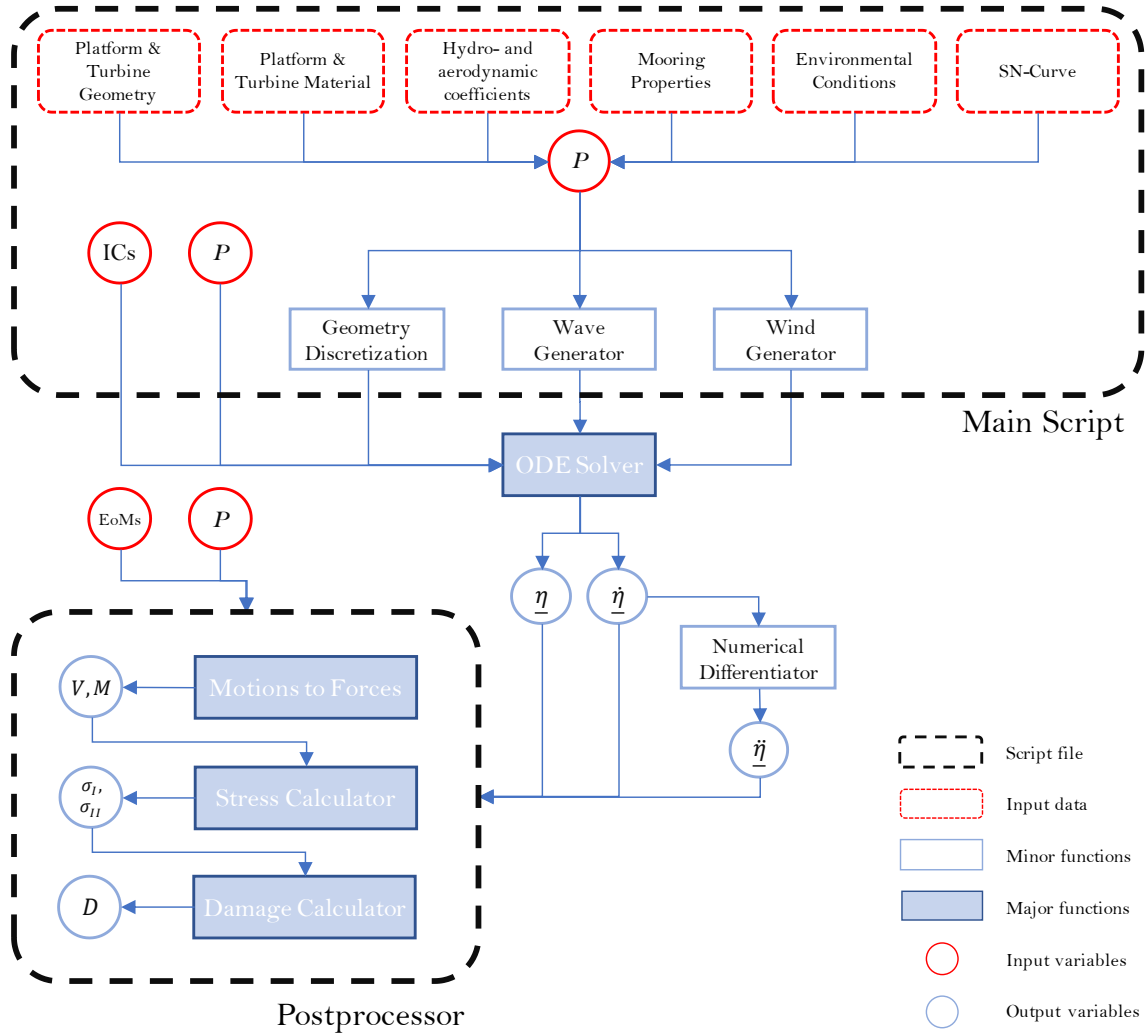 Platform &
Turbine
Geometry
Platform &
Turbine Material
Hydro- and
aerodynamic
coefficients
Mooring
Properties
Environmental
Conditions
SN-Curve
P
ICs
P
Geometry
Discretization
Wave
Generator
Wind
Generator
Main Script
ODE Solver
EoMs
P
η
η̇
Numerical
Differentiator
η̈
V, M
Motions to Forces
σ_I,
σ_II
Stress Calculator
D
Damage Calculator
Postprocessor
Script file
Input data
Minor functions
Major functions
Input variables
Output variables